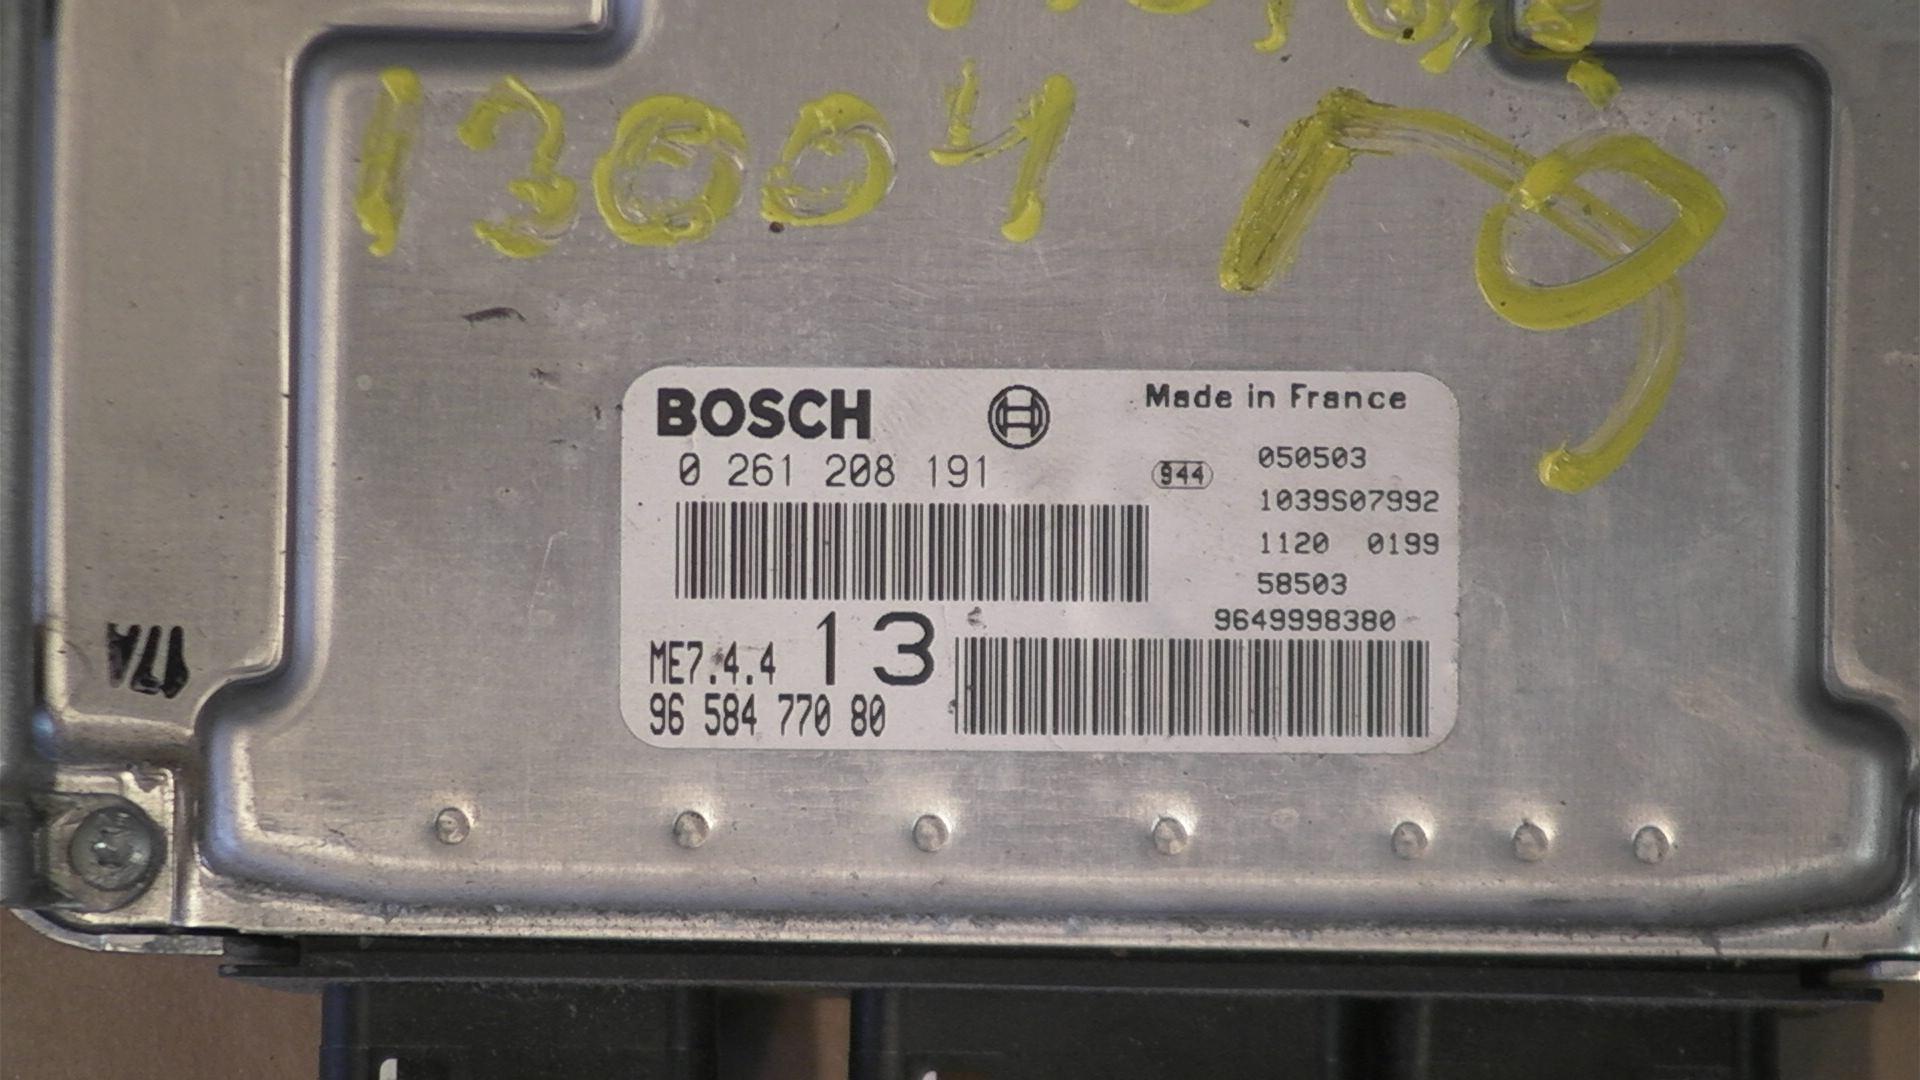 13004
BOSCH
Made in France
0 261 208 191
944
050503
1039S07992
1120 0199
58503
9649998380
ME7.4.4 13
96 584 770 80
17A